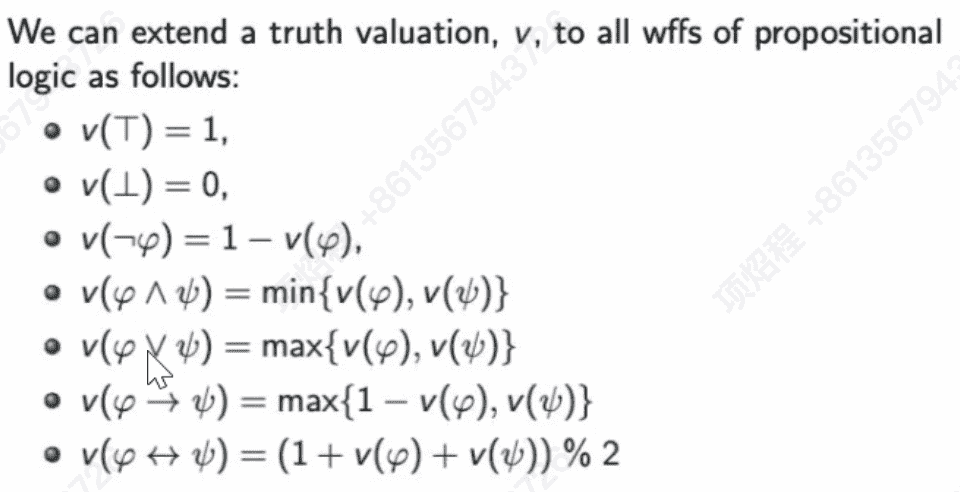 We can extend a truth valuation, v, to all wffs of propositional
logic as follows:
• v(⊤) = 1,
• v(⊥) = 0,
• v(¬φ) = 1 − v(φ),
• v(φ ∧ ψ) = min{v(φ), v(ψ)}
• v(φ ∨ ψ) = max{v(φ), v(ψ)}
• v(φ → ψ) = max{1 − v(φ), v(ψ)}
• v(φ ↔ ψ) = (1 + v(φ) + v(ψ)) % 2